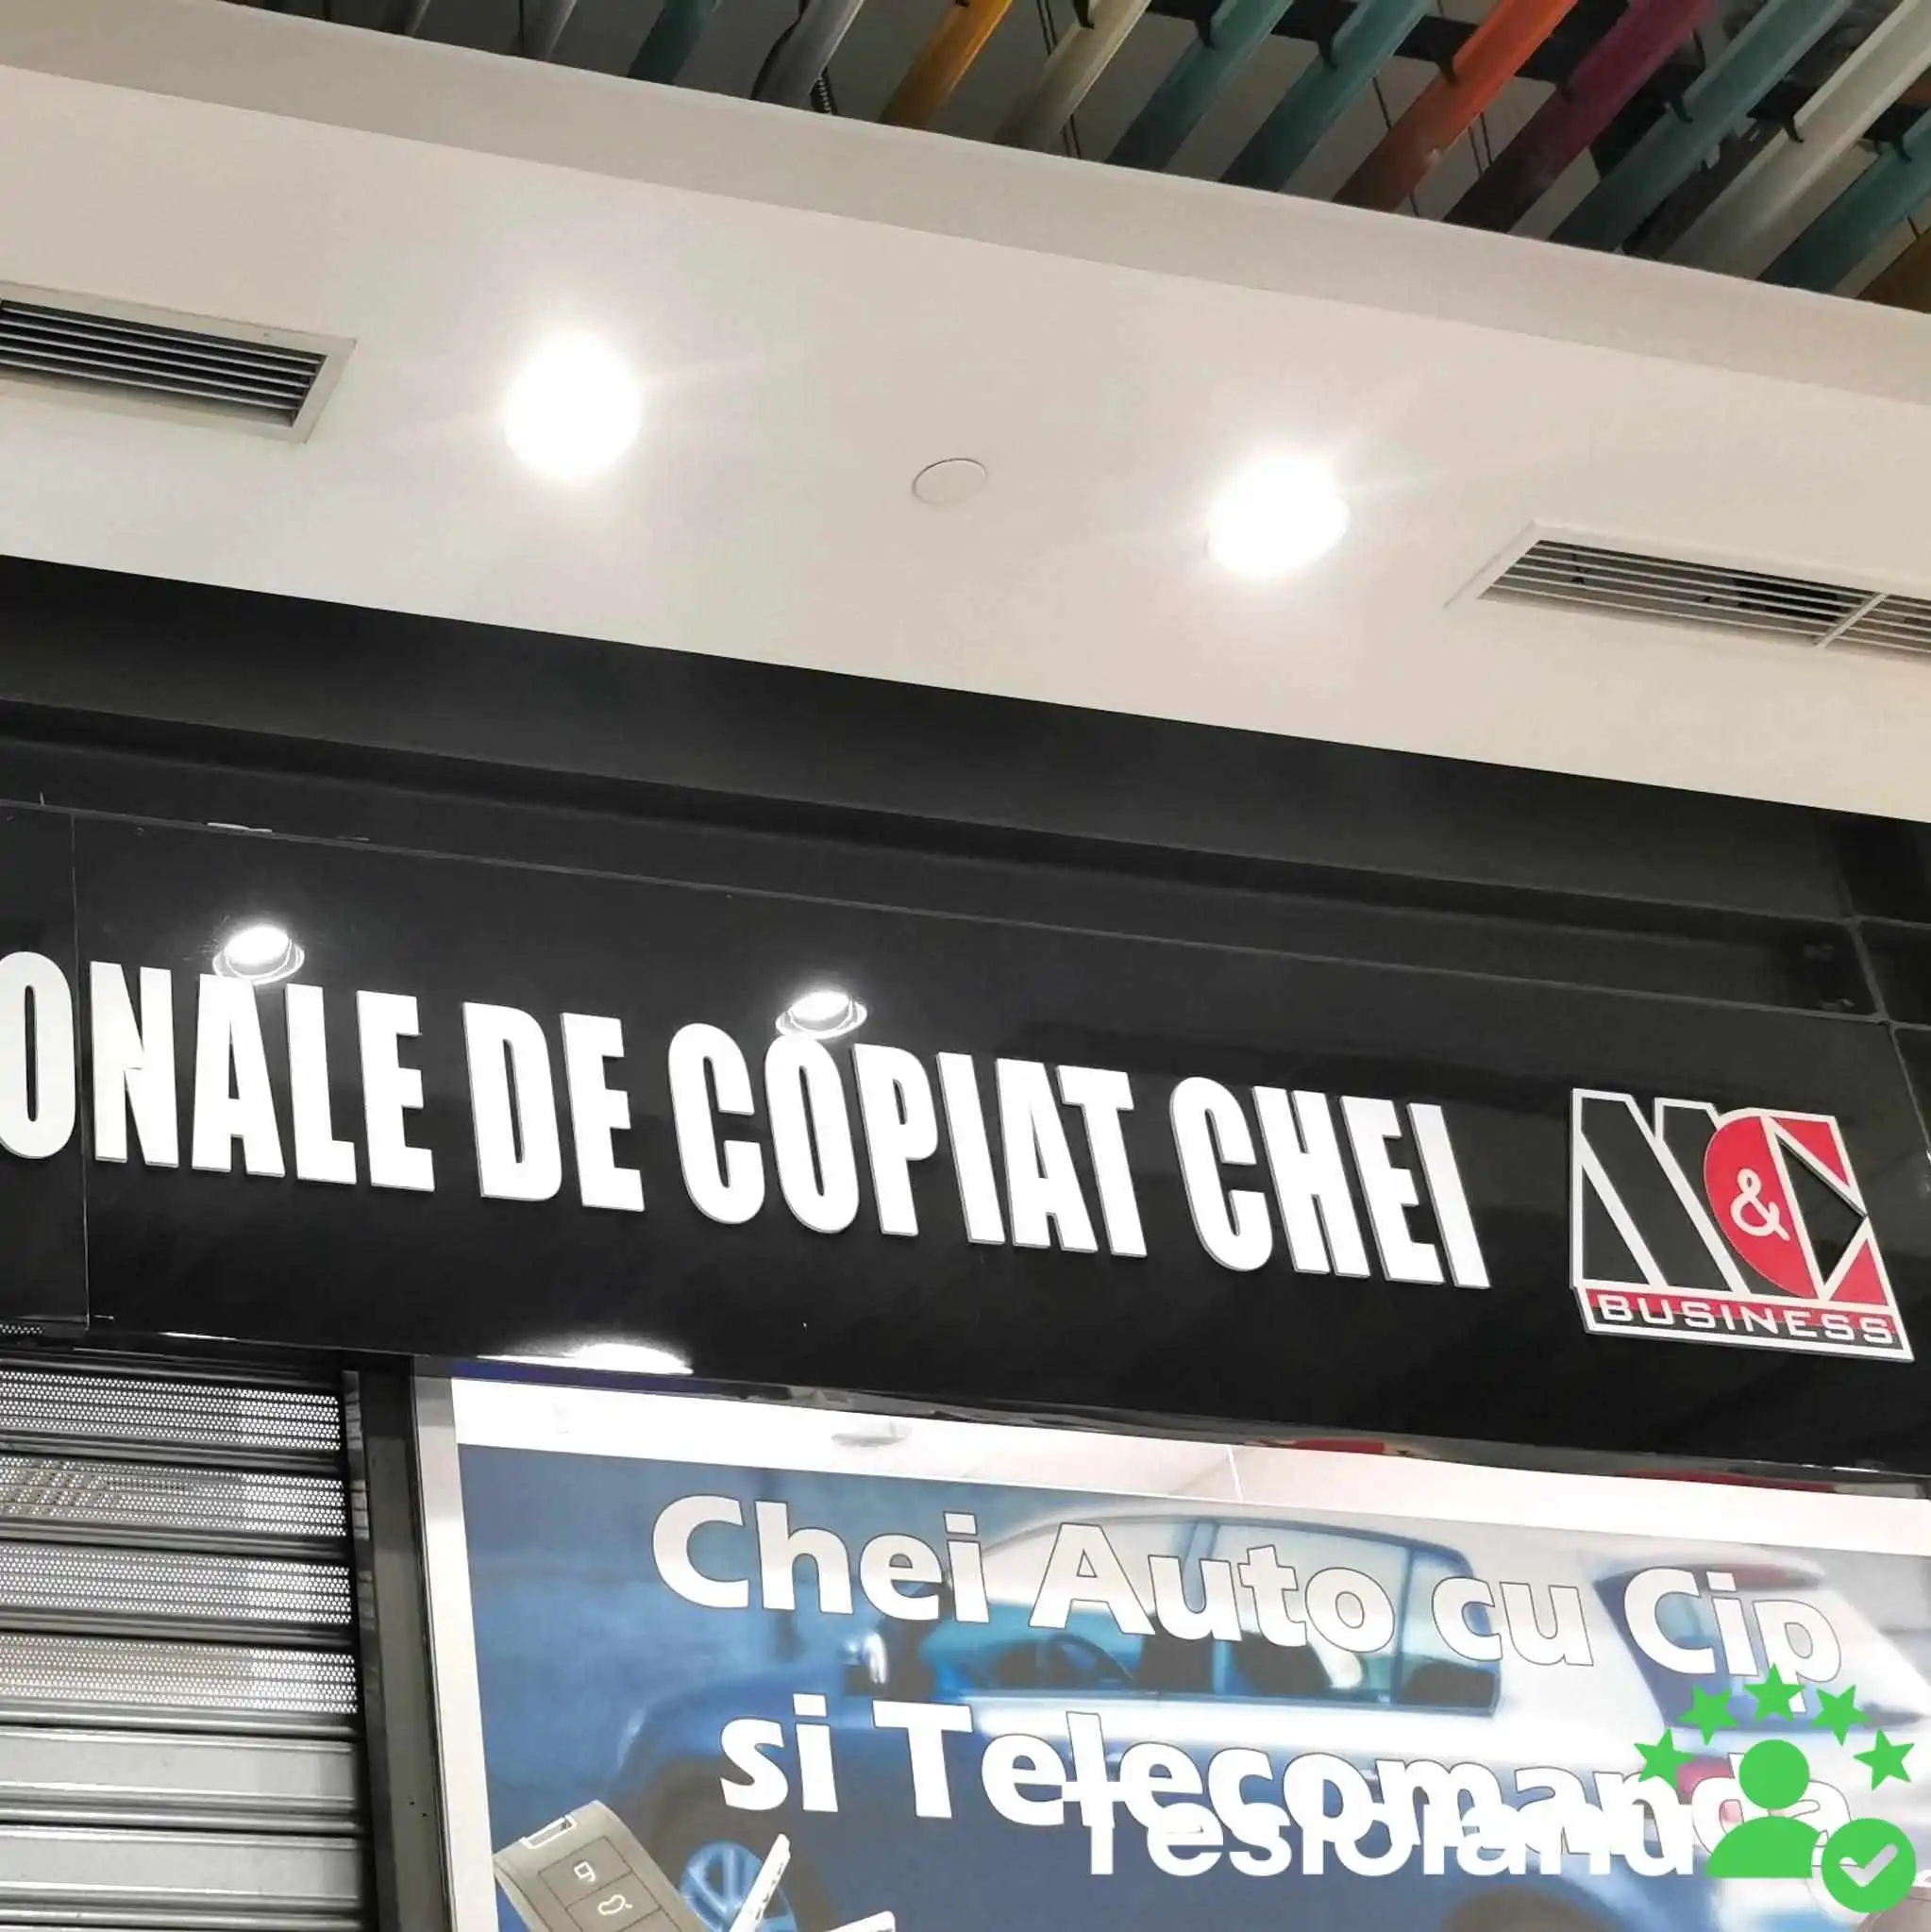 ONALE DE COPIAT CHEI
M&C
BUSINESS
Chei Auto cu Cip
si Telecomanda